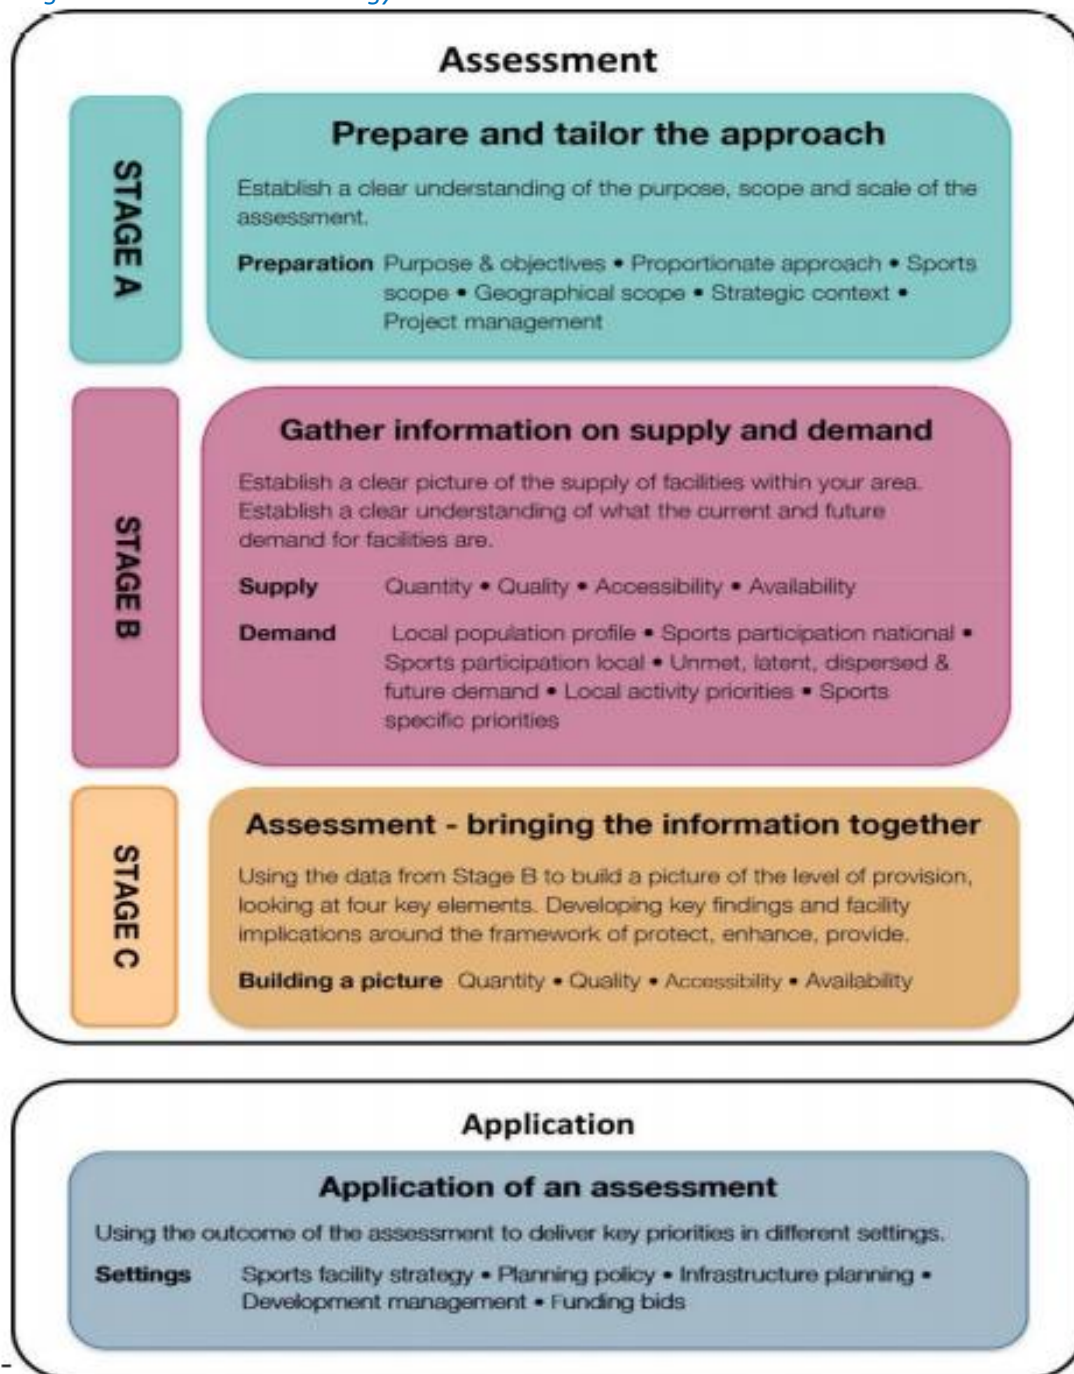 Assessment
STAGE A
Prepare and tailor the approach
Establish a clear understanding of the purpose, scope and scale of the
assessment.
Preparation Purpose & objectives • Proportionate approach • Sports
scope • Geographical scope • Strategic context •
Project management
STAGE B
Gather information on supply and demand
Establish a clear picture of the supply of facilities within your area.
Establish a clear understanding of what the current and future
demand for facilities are.
Supply Quantity • Quality • Accessibility • Availability
Demand Local population profile • Sports participation national •
Sports participation local • Unmet, latent, dispersed &
future demand • Local activity priorities • Sports
specific priorities
STAGE C
Assessment - bringing the information together
Using the data from Stage B to build a picture of the level of provision,
looking at four key elements. Developing key findings and facility
implications around the framework of protect, enhance, provide.
Building a picture Quantity • Quality • Accessibility • Availability
Application
Application of an assessment
Using the outcome of the assessment to deliver key priorities in different settings.
Settings Sports facility strategy • Planning policy • Infrastructure planning •
Development management • Funding bids
-